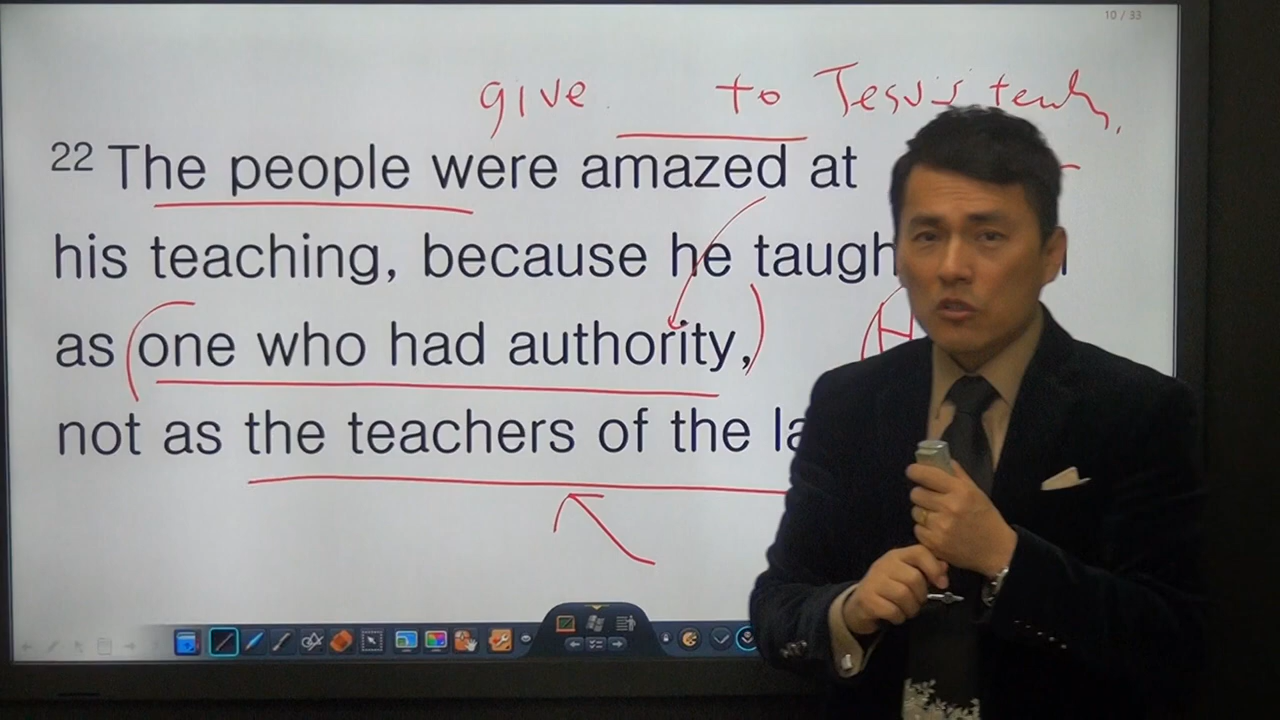 10 / 33
give to Jesus' teach,
22 The people were amazed at
his teaching, because he taugh
as one who had authority,
not as the teachers of the la